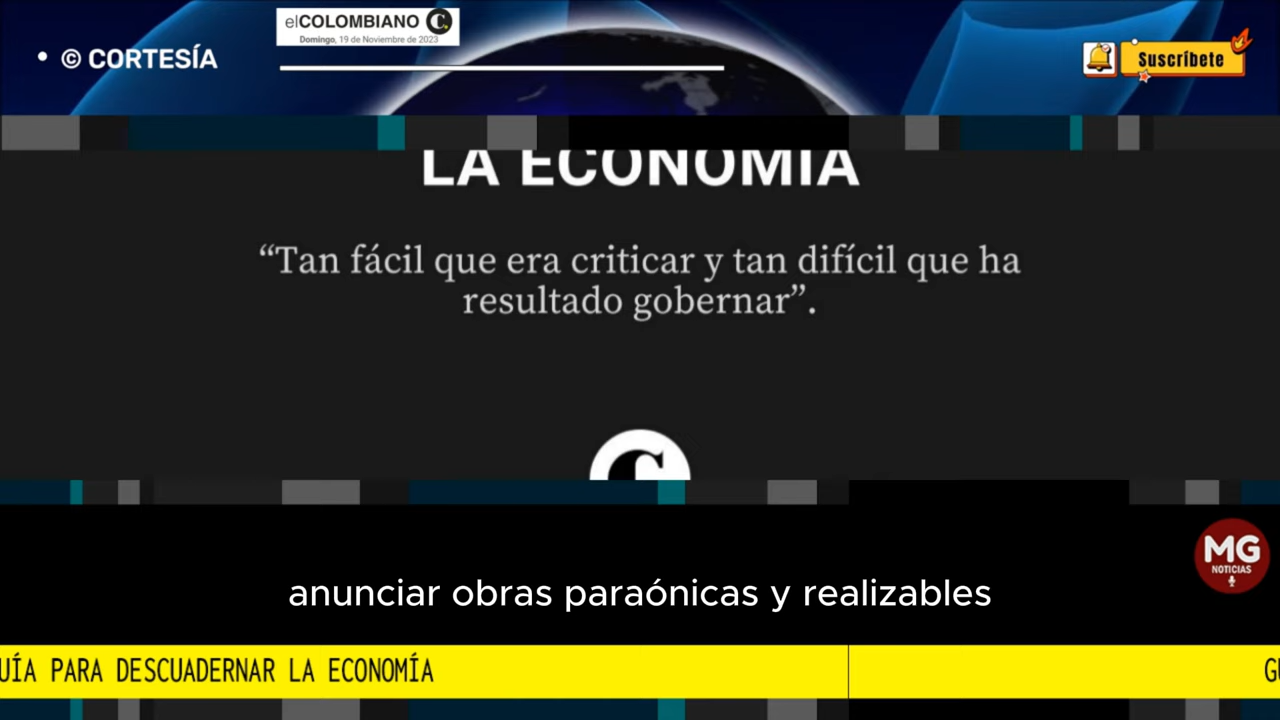 elCOLOMBIANO
Domingo, 19 de Noviembre de 2023
• © CORTESÍA
Suscríbete
LA ECONOMÍA
“Tan fácil que era criticar y tan difícil que ha
resultado gobernar”.
MG
NOTICIAS
anunciar obras paraónicas y realizables
UÍA PARA DESCUADERNAR LA ECONOMÍA
GU